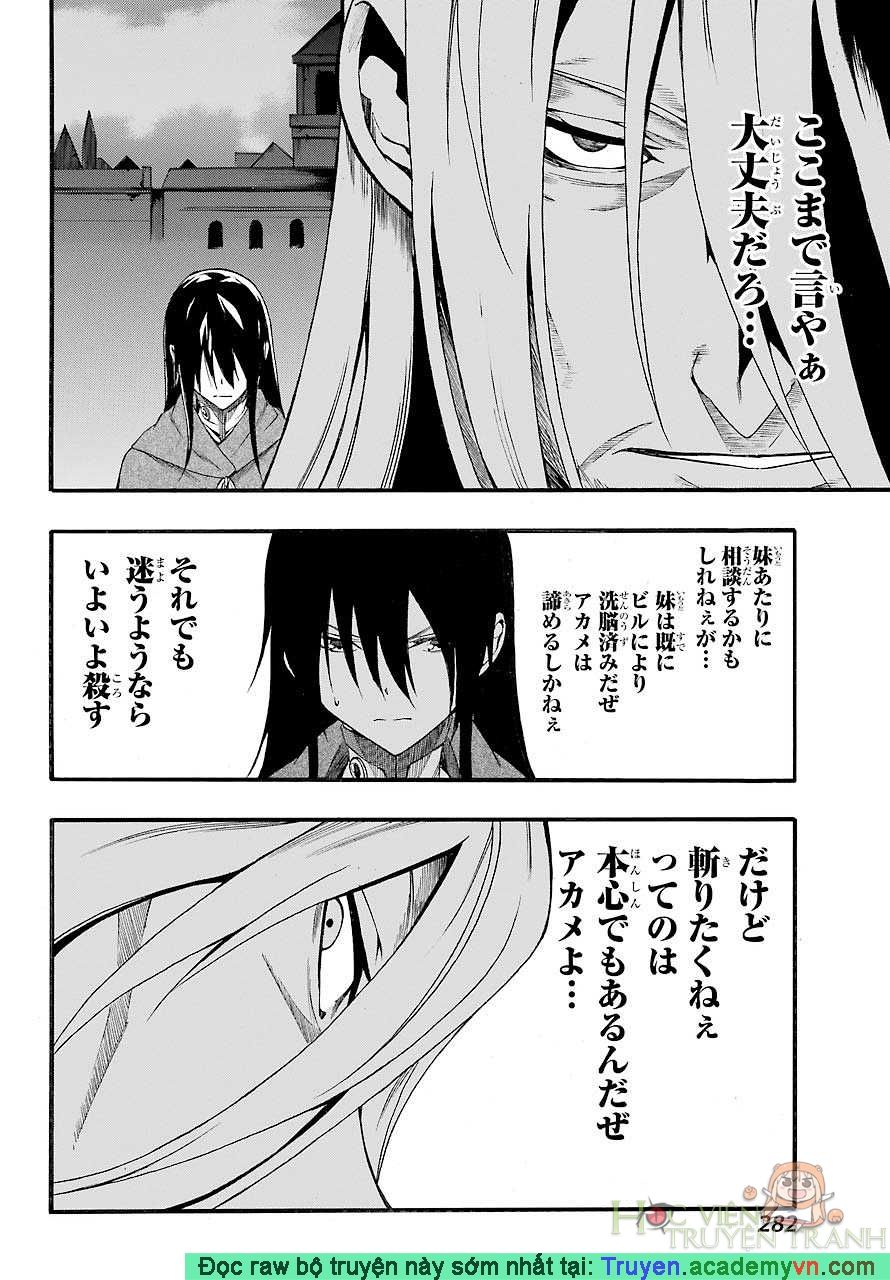 ここまで言やぁ
大丈夫だろ…
妹あたりに
相談するかも
しれねぇが…
妹は既に
ビルにより
洗脳済みだぜ
アカメは
諦めるしかねぇ
それでも
迷うようなら
いよいよ殺す
だけど
斬りたくねぇ
ってのは
本心でもあるんだぜ
アカメよ…
282
HỌC VIỆN
TRUYỆN TRANH
Đọc raw bộ truyện này sớm nhất tại: Truyen.academyvn.com